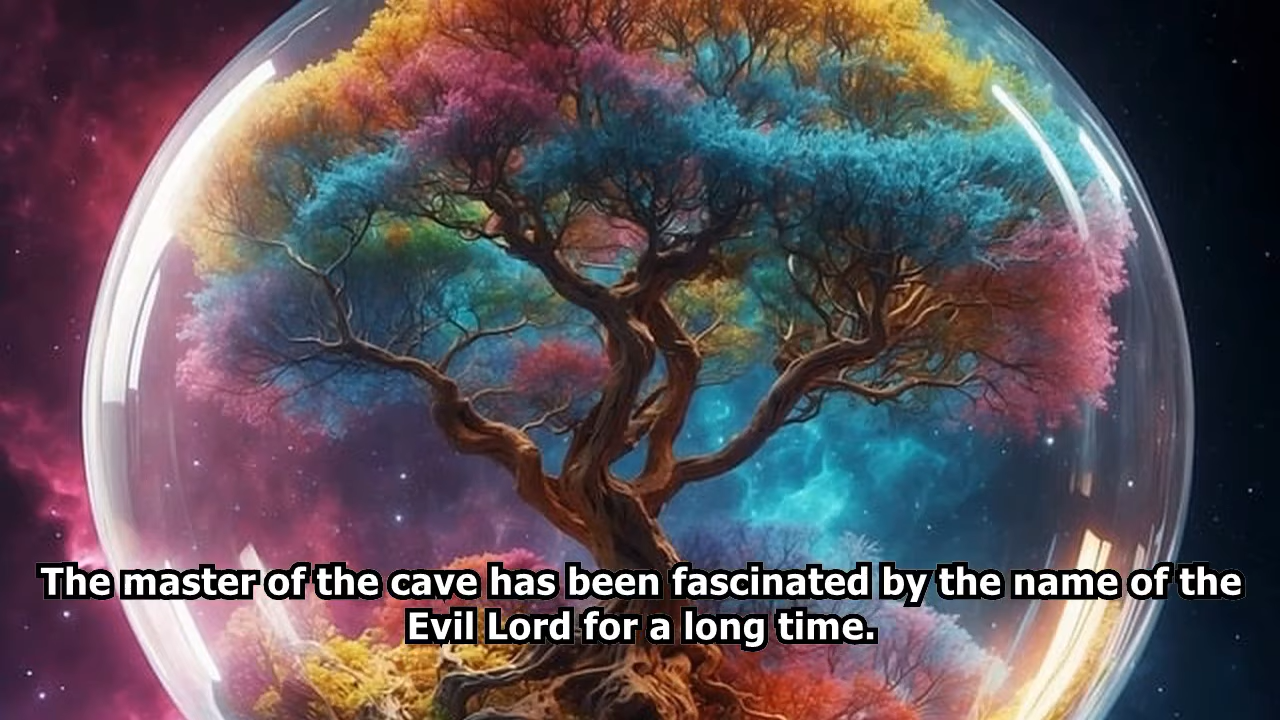 The master of the cave has been fascinated by the name of the
Evil Lord for a long time.